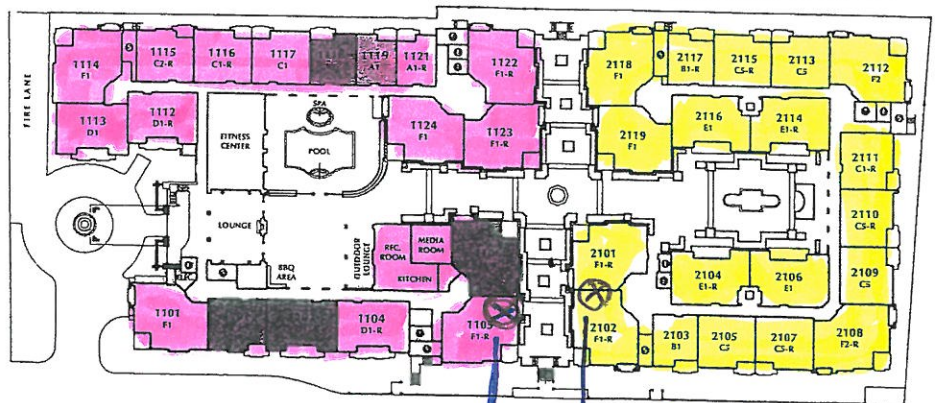 FIRE LANE
1114
F1
1115
C2-R
1116
C1-R
1117
C1
1119
A1
1121
A1-R
1122
F1-R
2118
F1
2117
B1-R
2115
C5-R
2113
C5
2112
F2
1113
D1
1112
D1-R
FITNESS
CENTER
SPA
POOL
1124
F1
1123
F1-R
2119
F1
2116
E1
2114
E1-R
2111
C1-R
2110
C5-R
2109
C5
LOUNGE
BBQ
AREA
OUTDOOR
LOUNGE
REC.
ROOM
MEDIA
ROOM
KITCHEN
2101
F1-R
2104
E1-R
2106
E1
1101
F1
1104
D1-R
1105
F1-R
2102
F1-R
2103
B1
2105
C5
2107
C5-R
2108
F2-R